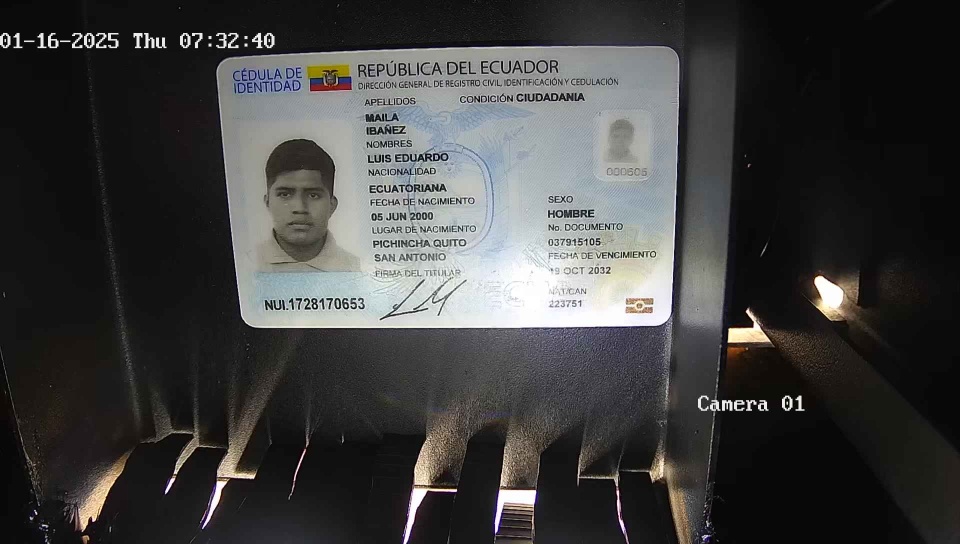 01-16-2025 Thu 07:32:40
CÉDULA DE
IDENTIDAD
REPÚBLICA DEL ECUADOR
DIRECCIÓN GENERAL DE REGISTRO CIVIL, IDENTIFICACIÓN Y CEDULACIÓN
APELLIDOS
CONDICIÓN CIUDADANIA
MAILA
IBAÑEZ
NOMBRES
LUIS EDUARDO
NACIONALIDAD
ECUATORIANA
FECHA DE NACIMIENTO
05 JUN 2000
LUGAR DE NACIMIENTO
PICHINCHA QUITO
SAN ANTONIO
FIRMA DEL TITULAR
000605
SEXO
HOMBRE
No. DOCUMENTO
037915105
FECHA DE VENCIMIENTO
19 OCT 2032
NAT/CAN
223751
NUI.1728170653
Camera 01